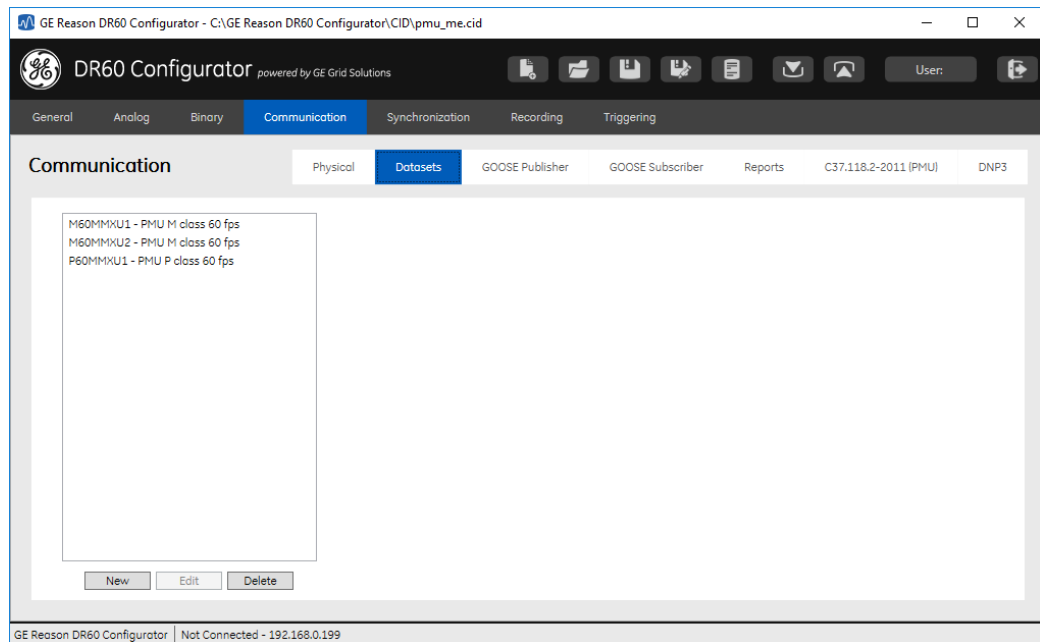 GE Reason DR60 Configurator - C:\GE Reason DR60 Configurator\CID\pmu_me.cid
DR60 Configurator powered by GE Grid Solutions
User:
General Analog Binary Communication Synchronization Recording Triggering
Communication
Physical Datasets GOOSE Publisher GOOSE Subscriber Reports C37.118.2-2011 (PMU) DNP3
M60MMXU1 - PMU M class 60 fps
M60MMXU2 - PMU M class 60 fps
P60MMXU1 - PMU P class 60 fps
New Edit Delete
GE Reason DR60 Configurator Not Connected - 192.168.0.199